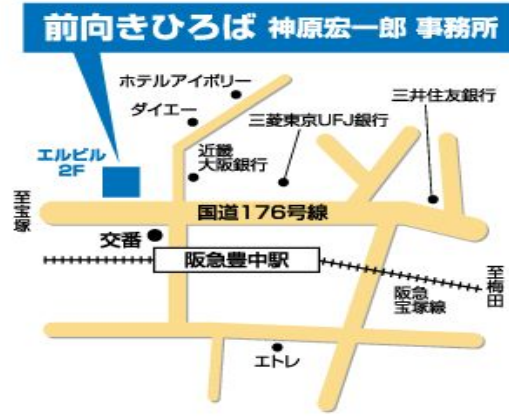 前向きひろば 神原宏一郎 事務所
ホテルアイボリー
ダイエー
三井住友銀行
三菱東京UFJ銀行
近畿
大阪銀行
エルビル
2F
至宝塚
国道176号線
交番
阪急豊中駅
至梅田
阪急
宝塚線
エトレ